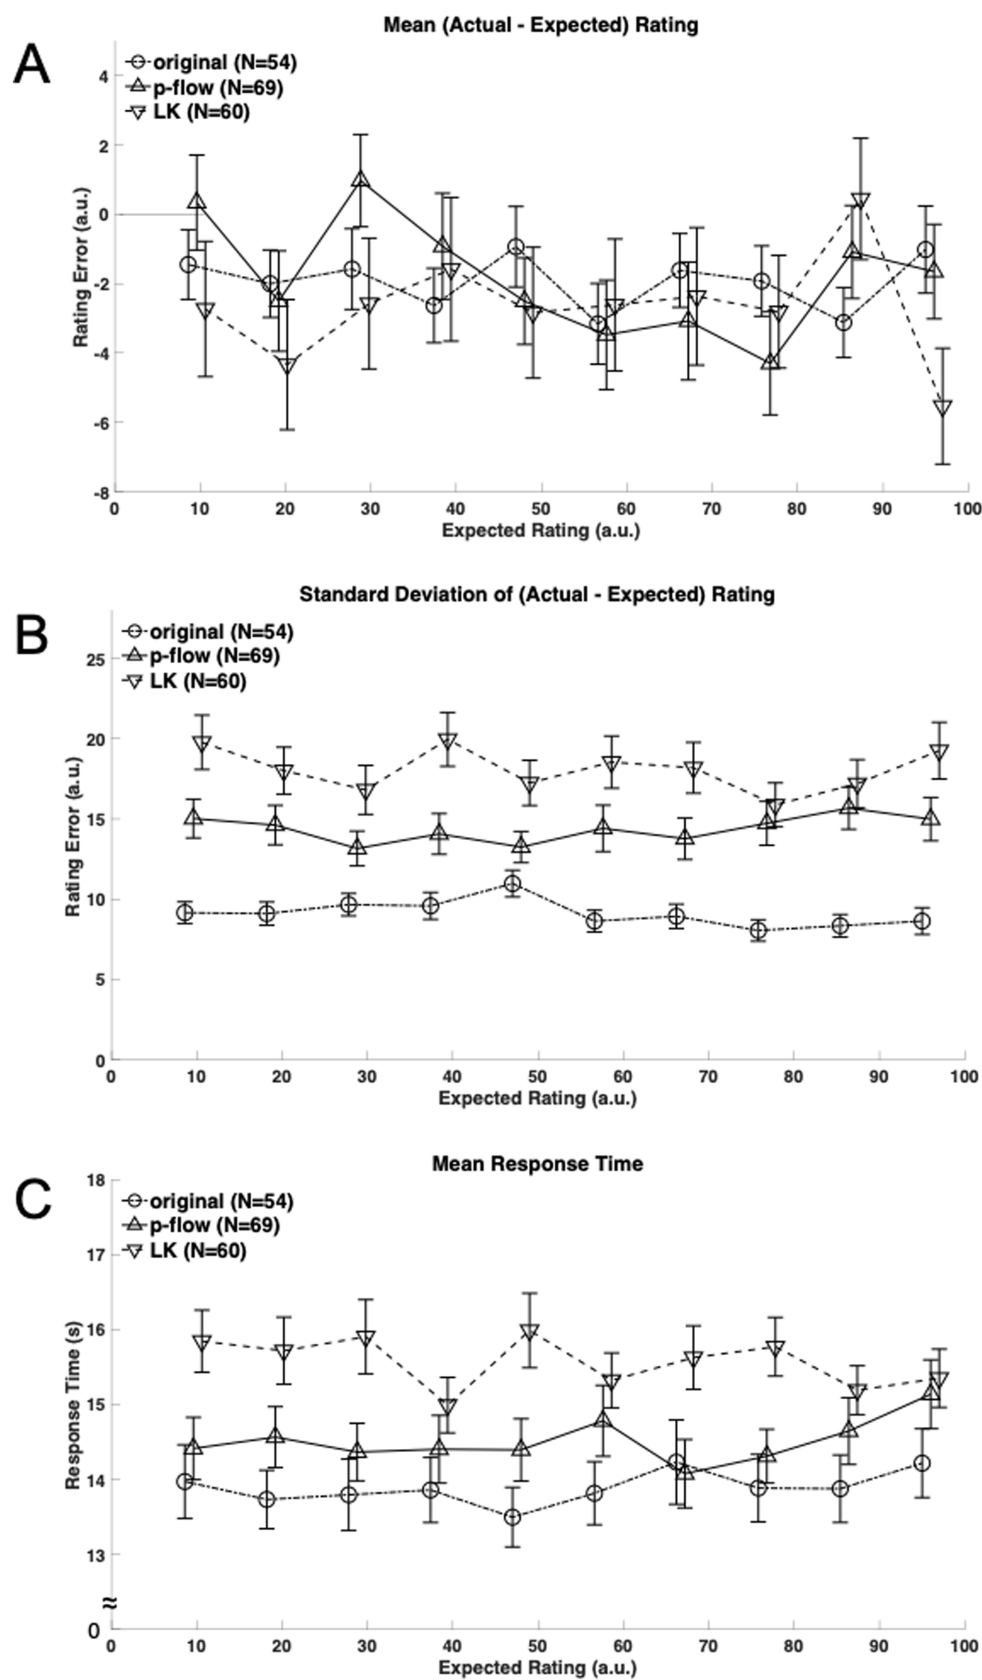 Mean (Actual - Expected) Rating
A
original (N=54)
p-flow (N=69)
LK (N=60)
4
2
0
-2
-4
-6
-8
Rating Error (a.u.)
0 10 20 30 40 50 60 70 80 90 100
Expected Rating (a.u.)
Standard Deviation of (Actual - Expected) Rating
B
original (N=54)
p-flow (N=69)
LK (N=60)
25
20
15
10
5
0
Rating Error (a.u.)
0 10 20 30 40 50 60 70 80 90 100
Expected Rating (a.u.)
Mean Response Time
C
original (N=54)
p-flow (N=69)
LK (N=60)
18
17
16
15
14
13
≈
0
Response Time (s)
0 10 20 30 40 50 60 70 80 90 100
Expected Rating (a.u.)